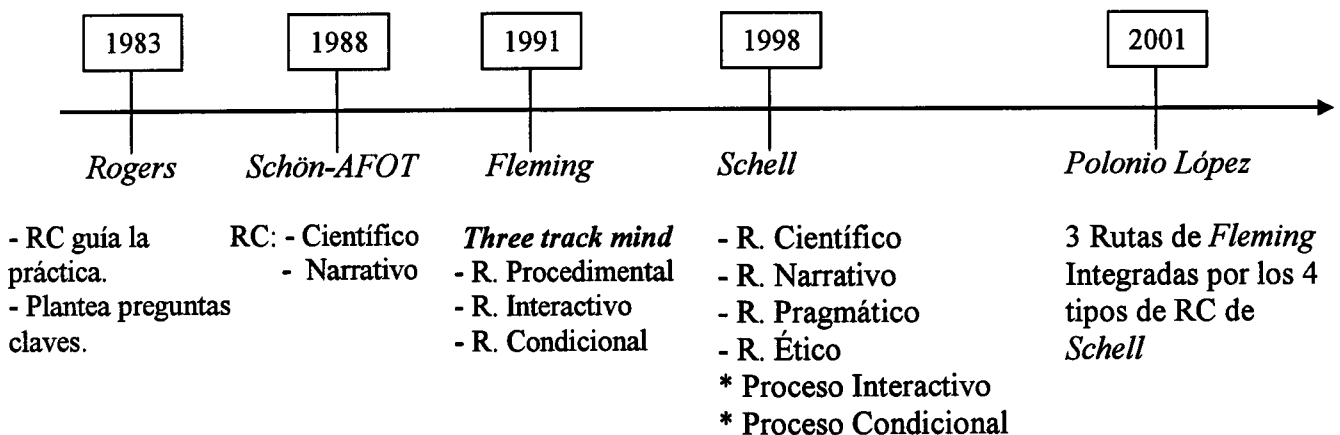 1983
1988
1991
1998
2001
Rogers
Schön-AFOT
Fleming
Schell
Polonio López
- RC guía la
práctica.
- Plantea preguntas
claves.
RC: - Científico
- Narrativo
Three track mind
- R. Procedimental
- R. Interactivo
- R. Condicional
- R. Científico
- R. Narrativo
- R. Pragmático
- R. Ético
* Proceso Interactivo
* Proceso Condicional
3 Rutas de Fleming
Integradas por los 4
tipos de RC de
Schell